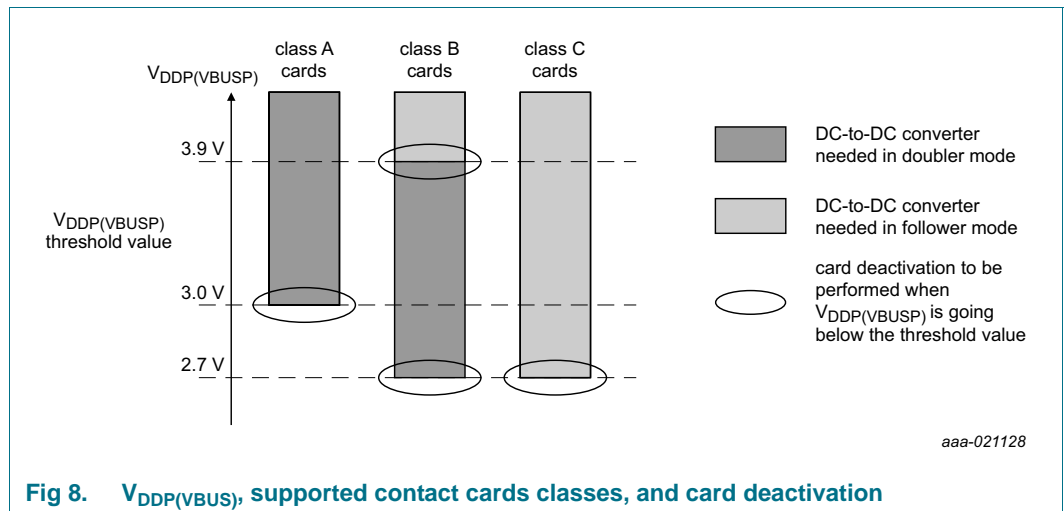 class A
cards
class B
cards
class C
cards
VDDP(VBUSP)
3.9 V
VDDP(VBUSP)
threshold value
3.0 V
2.7 V
DC-to-DC converter
needed in doubler mode
DC-to-DC converter
needed in follower mode
card deactivation to be
performed when
VDDP(VBUSP) is going
below the threshold value
aaa-021128
Fig 8. VDDP(VBUS), supported contact cards classes, and card deactivation